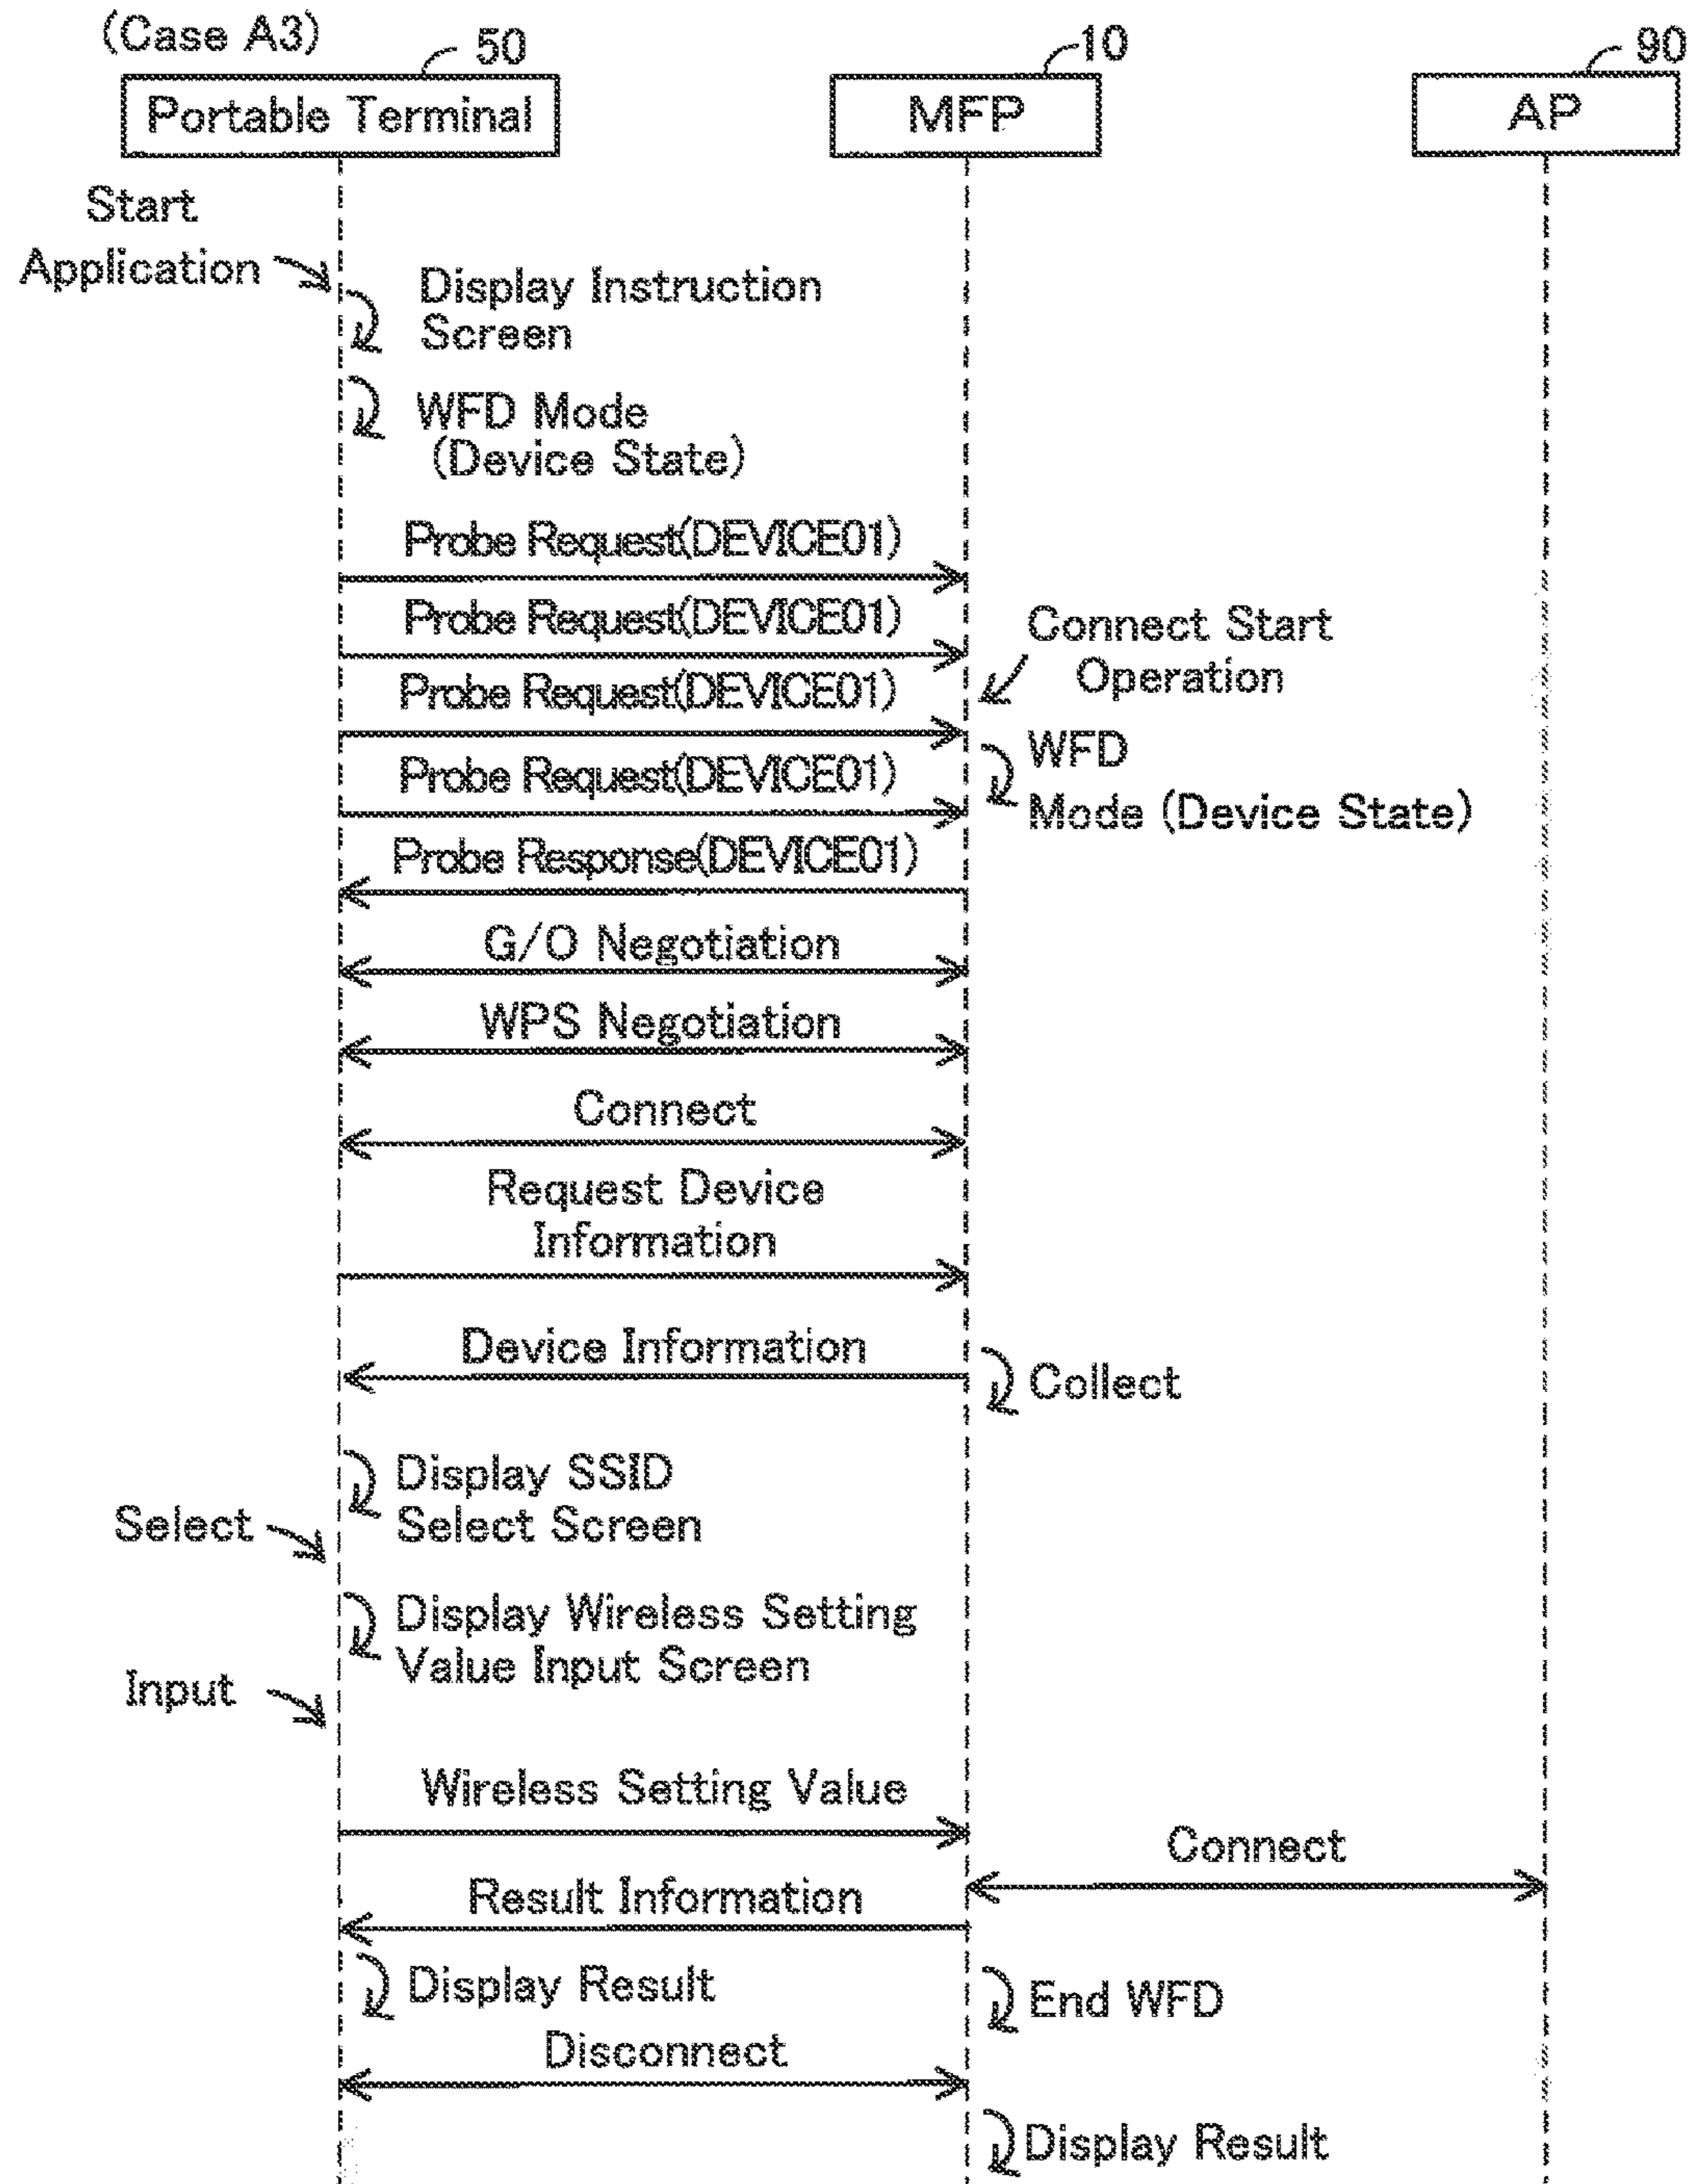 (Case A3)
50
10
90
Portable Terminal
MFP
AP
Start
Application
Display Instruction
Screen
WFD Mode
(Device State)
Probe Request(DEVICE01)
Probe Request(DEVICE01)
Connect Start
Operation
Probe Request(DEVICE01)
WFD
Mode (Device State)
Probe Request(DEVICE01)
Probe Response(DEVICE01)
G/O Negotiation
WPS Negotiation
Connect
Request Device
Information
Device Information
Collect
Display SSID
Select Screen
Select
Display Wireless Setting
Value Input Screen
Input
Wireless Setting Value
Connect
Result Information
Display Result
End WFD
Disconnect
Display Result